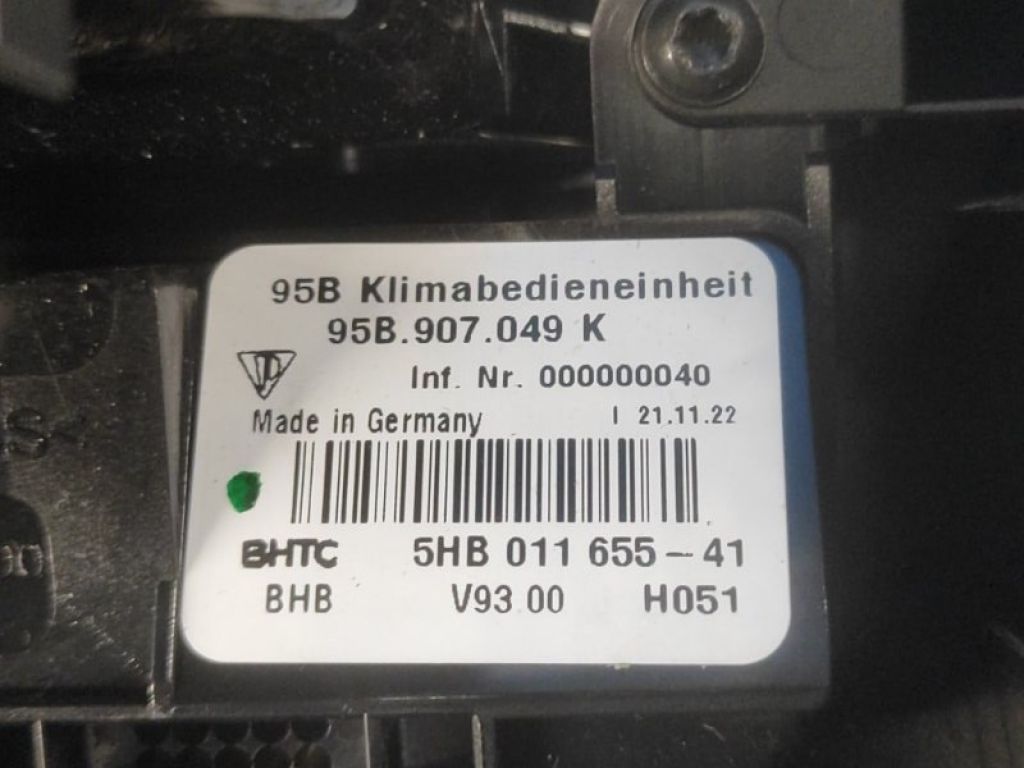 95B Klimabedieneinheit
95B.907.049 K
Inf. Nr. 000000040
Made in Germany I 21.11.22
BHTC 5HB 011 655-41
BHB V93.00 H051